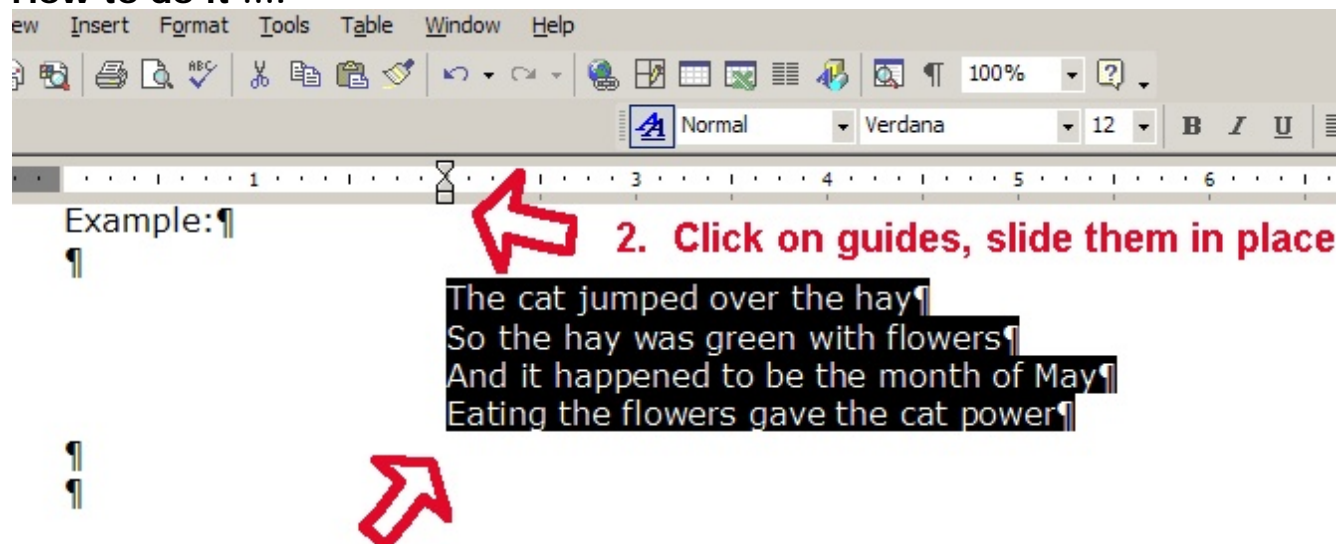 How to do it ....
ew Insert Format Tools Table Window Help
ABC ¶ 100%
Normal Verdana 12 B I U
1 3 4 5 6
Example:¶
¶
2. Click on guides, slide them in place
The cat jumped over the hay¶
So the hay was green with flowers¶
And it happened to be the month of May¶
Eating the flowers gave the cat power¶
¶
¶